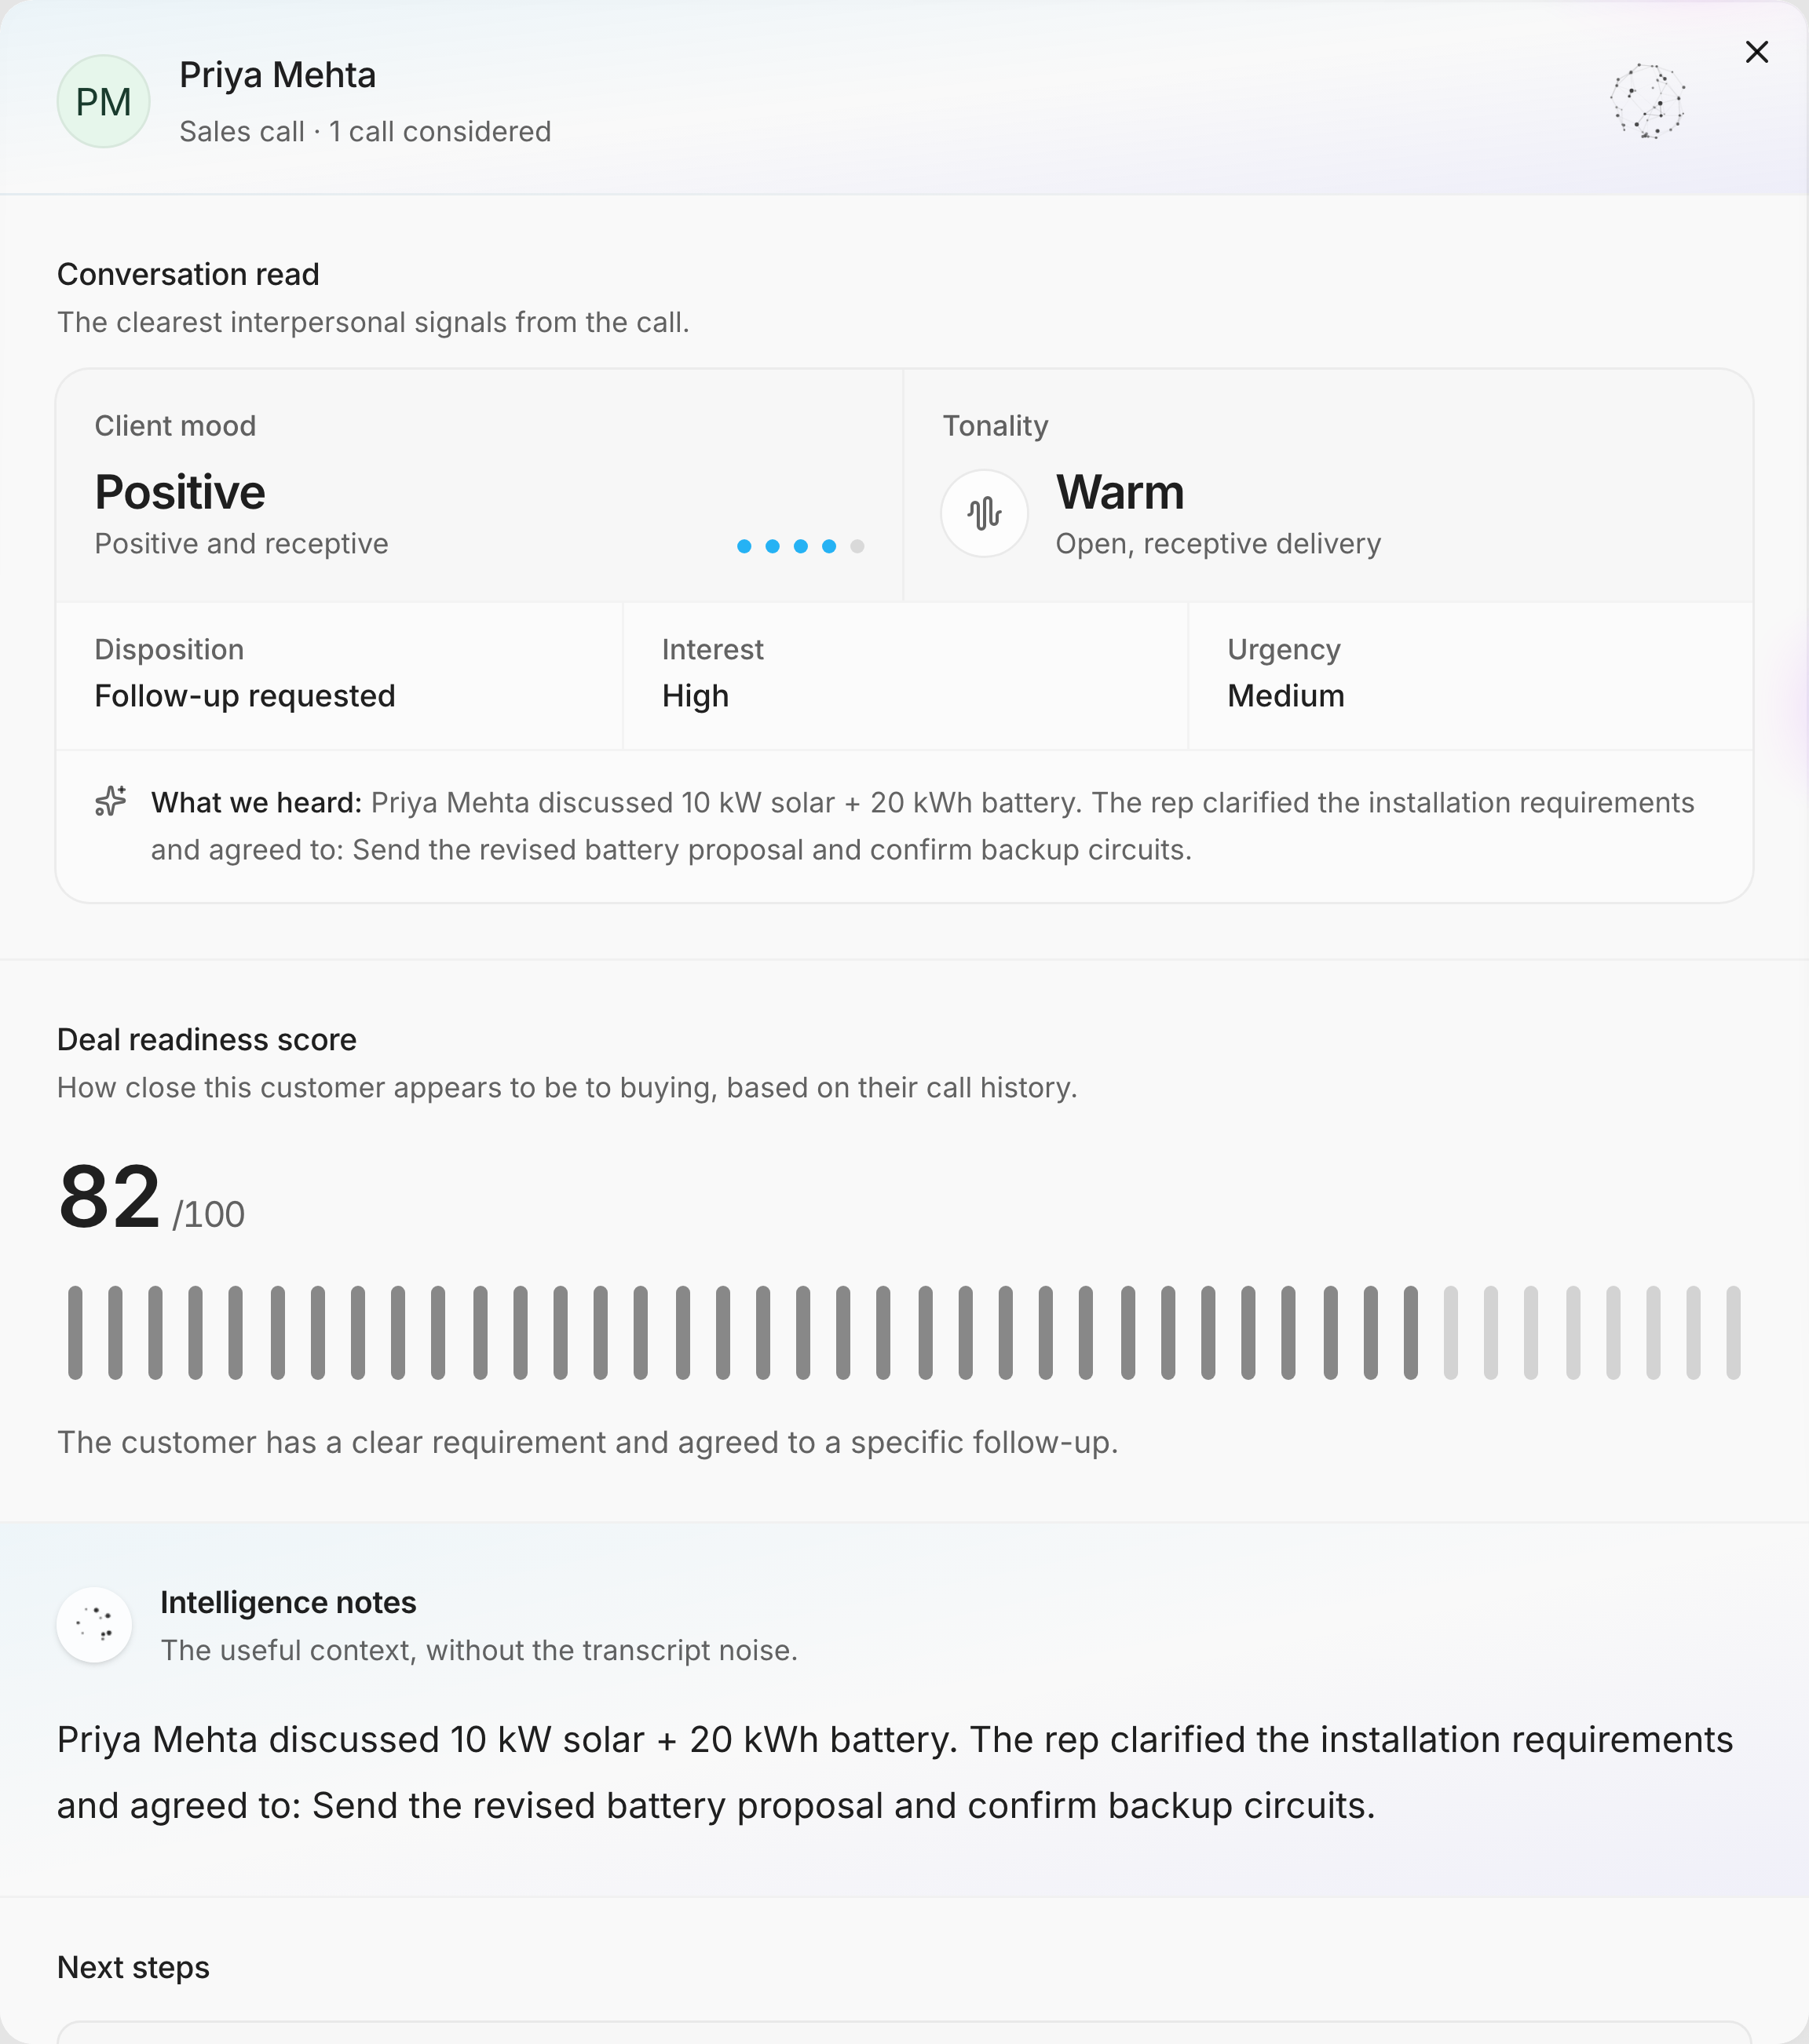 PM
Priya Mehta
Sales call · 1 call considered
Conversation read
The clearest interpersonal signals from the call.
Client mood
Positive
Positive and receptive
Tonality
Warm
Open, receptive delivery
Disposition
Follow-up requested
Interest
High
Urgency
Medium
What we heard: Priya Mehta discussed 10 kW solar + 20 kWh battery. The rep clarified the installation requirements
and agreed to: Send the revised battery proposal and confirm backup circuits.
Deal readiness score
How close this customer appears to be to buying, based on their call history.
82 /100
The customer has a clear requirement and agreed to a specific follow-up.
Intelligence notes
The useful context, without the transcript noise.
Priya Mehta discussed 10 kW solar + 20 kWh battery. The rep clarified the installation requirements
and agreed to: Send the revised battery proposal and confirm backup circuits.
Next steps